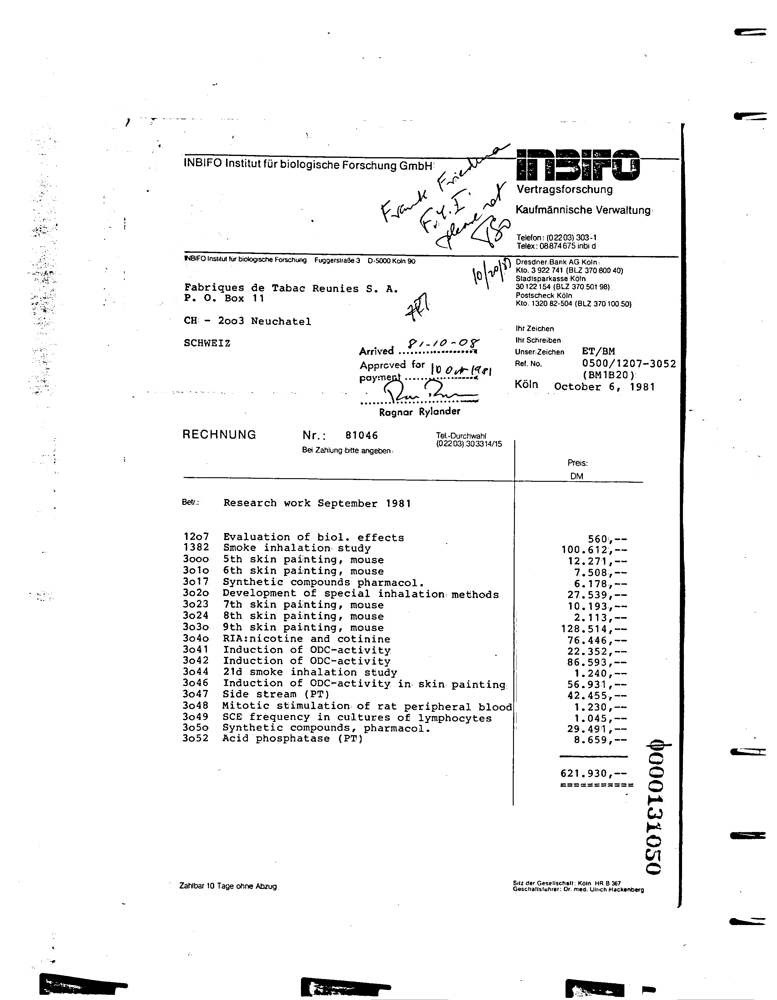 INBIFO Institut für biologische Forschung GmbH
INBIFO
Vertragsforschung
Kaufmännische Verwaltung
Frank
F.Y.I.
please
Telefon: (02203) 303-1
Telex: 08874675 inbi d
INBIFO Institut für biologische Forschung Fuggerstraße 3 D-5000 Köln 90
10/20/81
Dresdner Bank AG Köln
Kto. 3 922 741 (BLZ 370 800 40)
Stadtsparkasse Köln
30 122 154 (BLZ 370 501 98)
Postscheck Köln
Kto. 1320 82-504 (BLZ 370 100 50)
Fabriques de Tabac Reunies S. A.
P. O. Box 11
CH - 2oo3 Neuchatel
SCHWEIZ
Ihr Zeichen
Ihr Schreiben
Unser Zeichen ET/BM
Ref. No. 0500/1207-3052
(BM1B20)
Köln October 6, 1981
Arrived 81-10-08
Approved for payment 10 Oct 1981
Ragnar Rylander
RECHNUNG Nr.: 81046
Tel.-Durchwahl
(02203) 303314/15
Bei Zahlung bitte angeben
Preis:
DM
Betr.: Research work September 1981
12o7 Evaluation of biol. effects 560,--
1382 Smoke inhalation study 100.612,--
3ooo 5th skin painting, mouse 12.271,--
3o1o 6th skin painting, mouse 7.508,--
3o17 Synthetic compounds pharmacol. 6.178,--
3o2o Development of special inhalation methods 27.539,--
3o23 7th skin painting, mouse 10.193,--
3o24 8th skin painting, mouse 2.113,--
3o3o 9th skin painting, mouse 128.514,--
3o4o RIA:nicotine and cotinine 76.446,--
3o41 Induction of ODC-activity 22.352,--
3o42 Induction of ODC-activity 86.593,--
3o44 21d smoke inhalation study 1.240,--
3o46 Induction of ODC-activity in skin painting 56.931,--
3o47 Side stream (PT) 42.455,--
3o48 Mitotic stimulation of rat peripheral blood 1.230,--
3o49 SCE frequency in cultures of lymphocytes 1.045,--
3o5o Synthetic compounds, pharmacol. 29.491,--
3o52 Acid phosphatase (PT) 8.659,--
621.930,--
===========
0000131050
Zahlbar 10 Tage ohne Abzug
Sitz der Gesellschaft: Köln HR B 367
Geschäftsführer: Dr. med. Ulrich Hackenberg